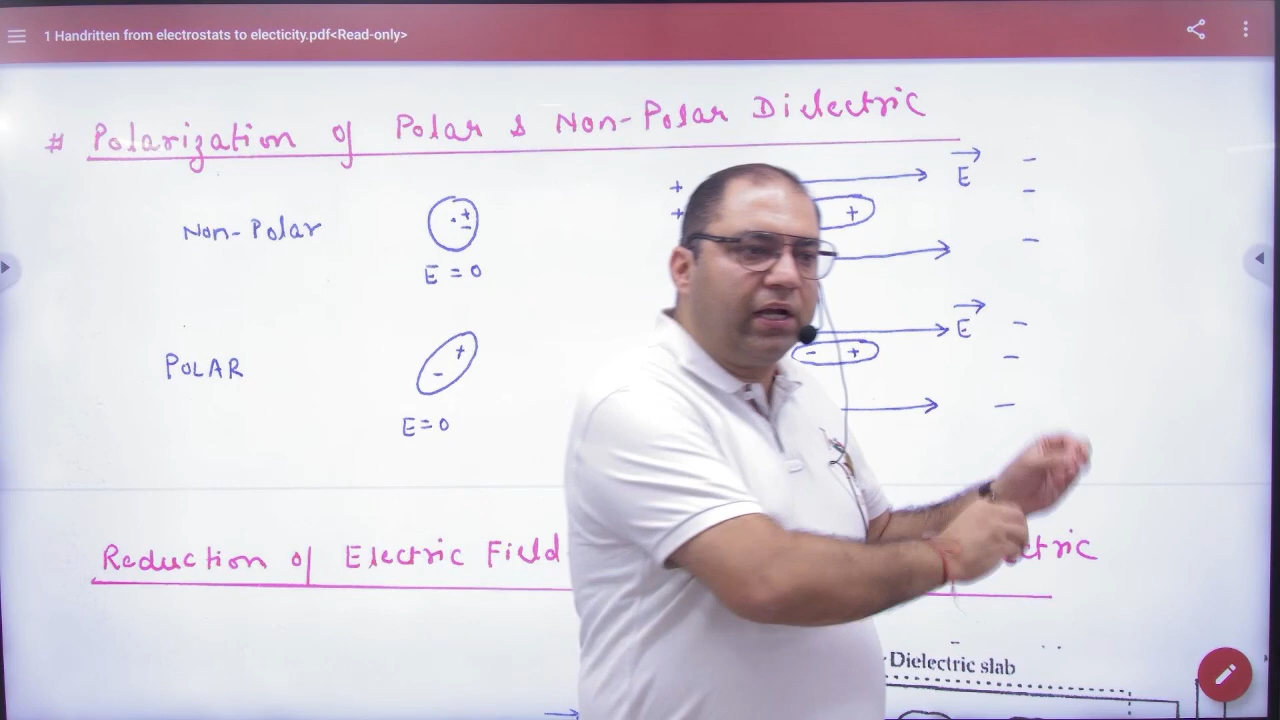 1 Handritten from electrostats to electicity.pdf<Read-only>
# Polarization of Polar & Non-Polar Dielectric
Non-Polar
+
-
E = 0
+
+
+
E
-
-
-
POLAR
+
-
E = 0
- +
E
-
-
-
Reduction of Electric Field
Dielectric slab